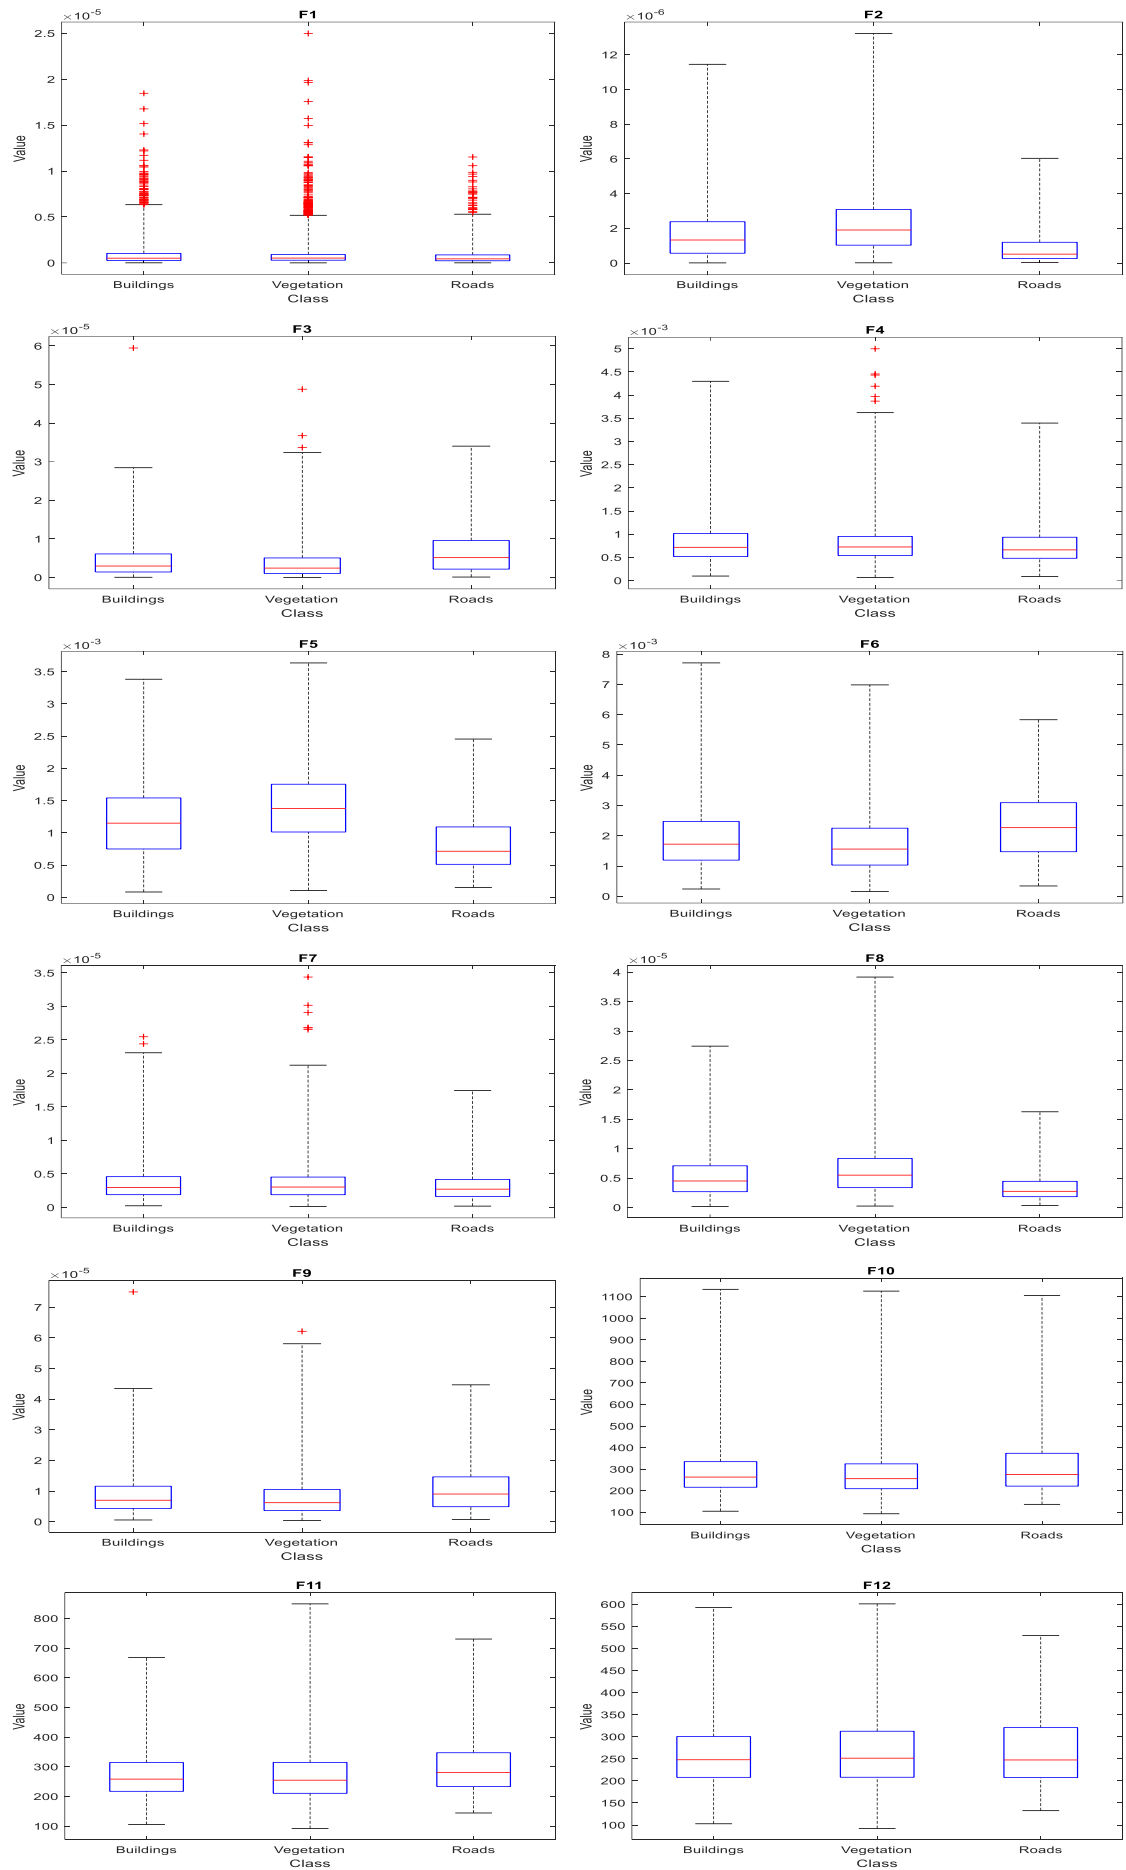 F1
×10-5
2.5
2
1.5
1
0.5
0
Value
Buildings Vegetation Roads
Class
F2
×10-6
12
10
8
6
4
2
0
Value
Buildings Vegetation Roads
Class
F3
×10-5
6
5
4
3
2
1
0
Value
Buildings Vegetation Roads
Class
F4
×10-3
5
4.5
4
3.5
3
2.5
2
1.5
1
0.5
0
Value
Buildings Vegetation Roads
Class
F5
×10-3
3.5
3
2.5
2
1.5
1
0.5
0
Value
Buildings Vegetation Roads
Class
F6
×10-3
8
7
6
5
4
3
2
1
0
Value
Buildings Vegetation Roads
Class
F7
×10-5
3.5
3
2.5
2
1.5
1
0.5
0
Value
Buildings Vegetation Roads
Class
F8
×10-5
4
3.5
3
2.5
2
1.5
1
0.5
0
Value
Buildings Vegetation Roads
Class
F9
×10-5
7
6
5
4
3
2
1
0
Value
Buildings Vegetation Roads
Class
F10
1100
1000
900
800
700
600
500
400
300
200
100
Value
Buildings Vegetation Roads
Class
F11
800
700
600
500
400
300
200
100
Value
Buildings Vegetation Roads
Class
F12
600
550
500
450
400
350
300
250
200
150
100
Value
Buildings Vegetation Roads
Class